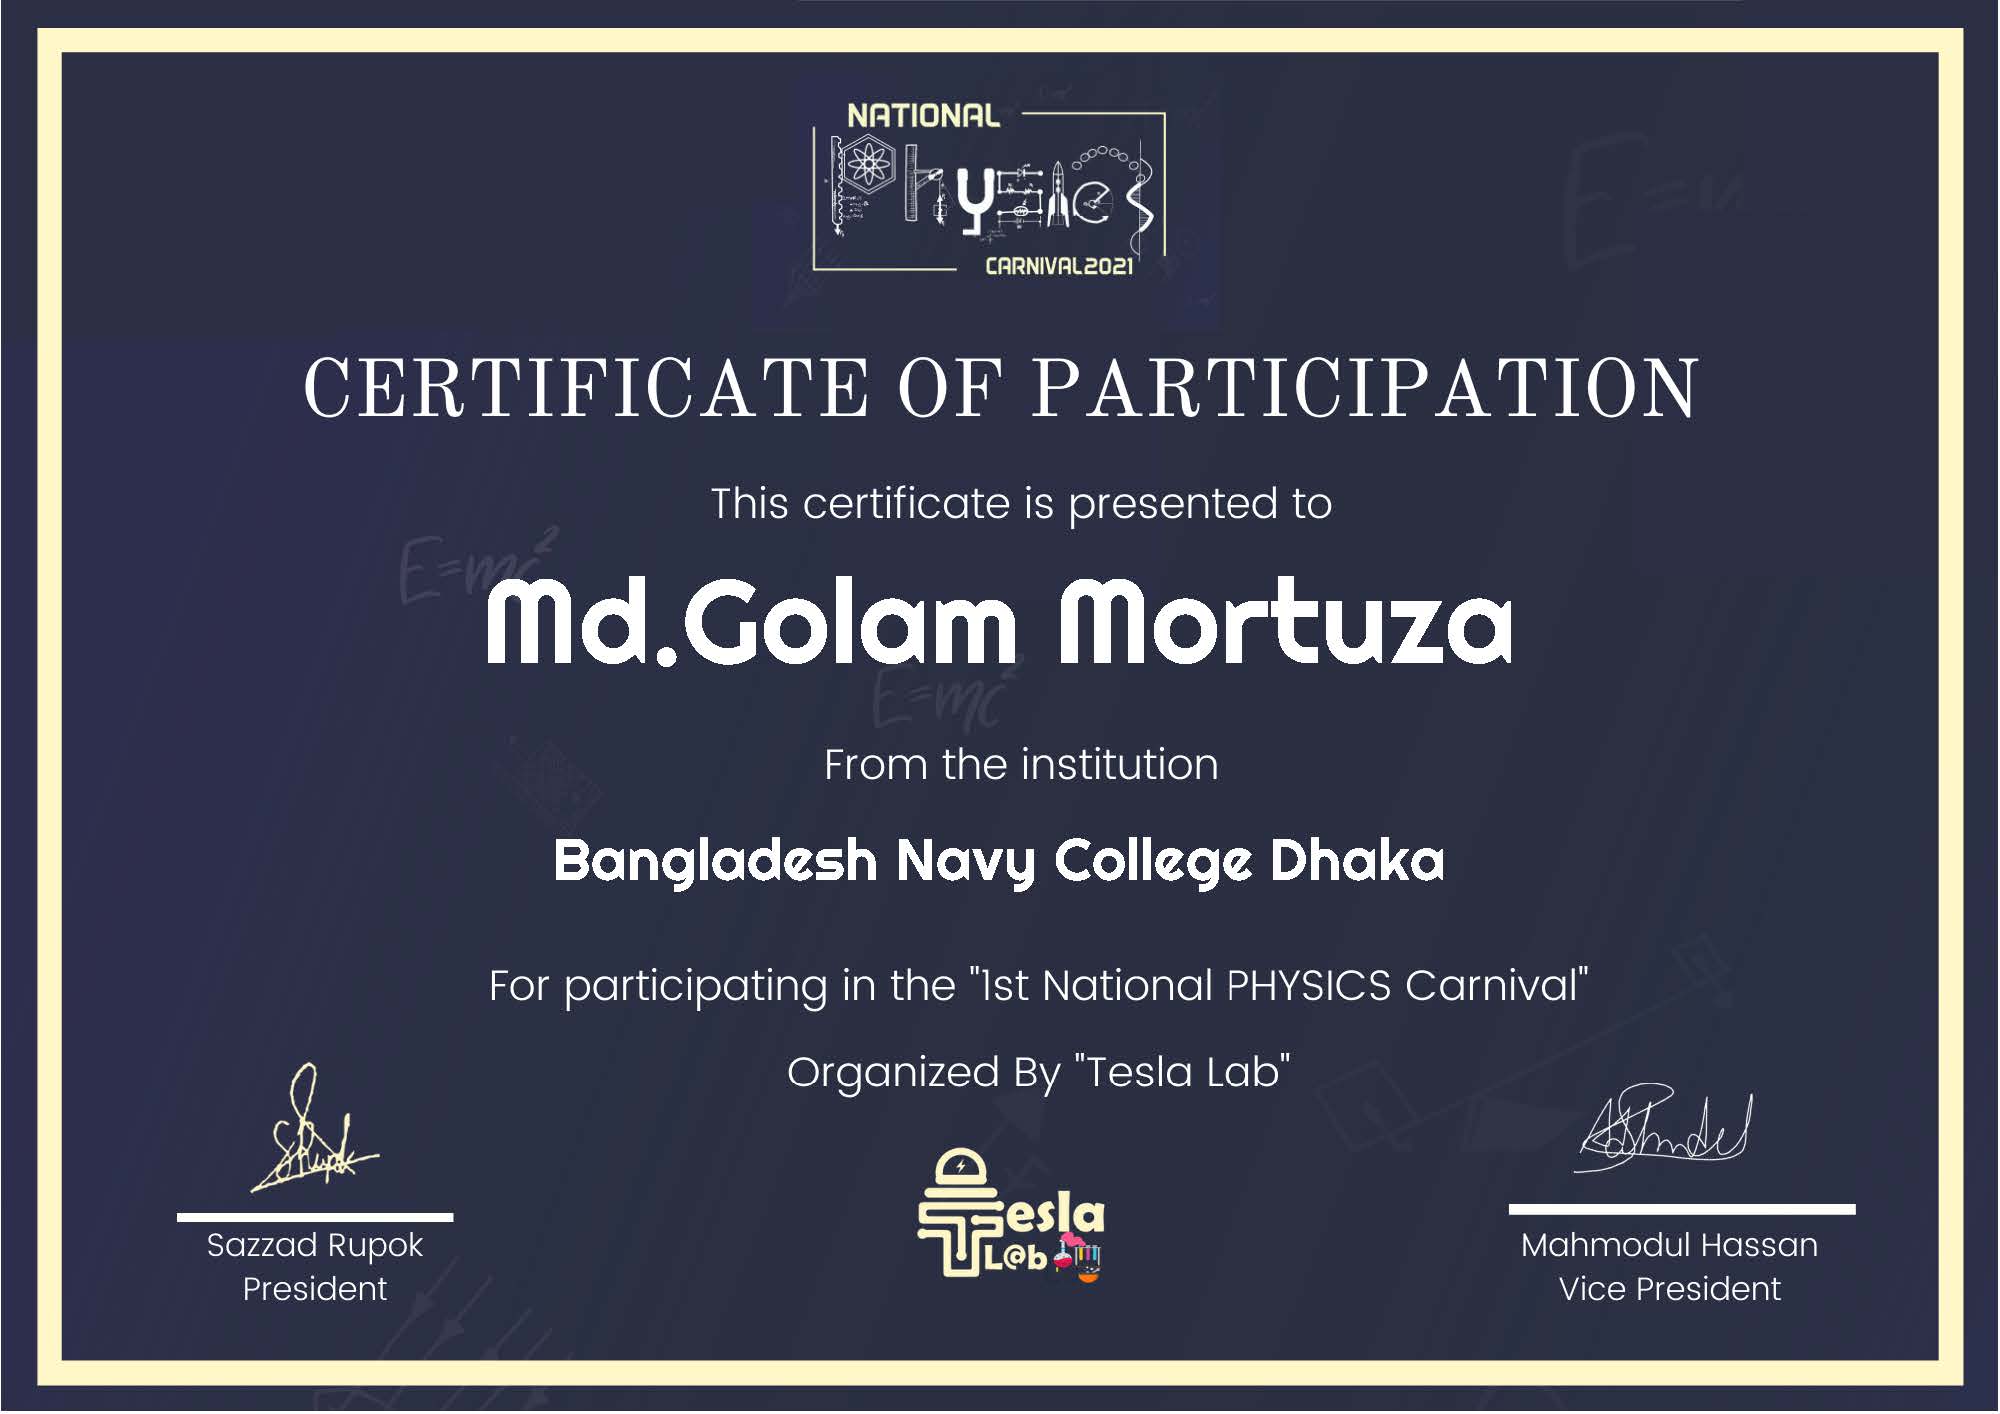 NATIONAL
Physics
CARNIVAL2021
CERTIFICATE OF PARTICIPATION
This certificate is presented to
E=mc²
Md.Golam Mortuza
E=mc²
From the institution
Bangladesh Navy College Dhaka
For participating in the "1st National PHYSICS Carnival"
Organized By "Tesla Lab"
Tesla
L@b
Sazzad Rupok
President
Mahmodul Hassan
Vice President